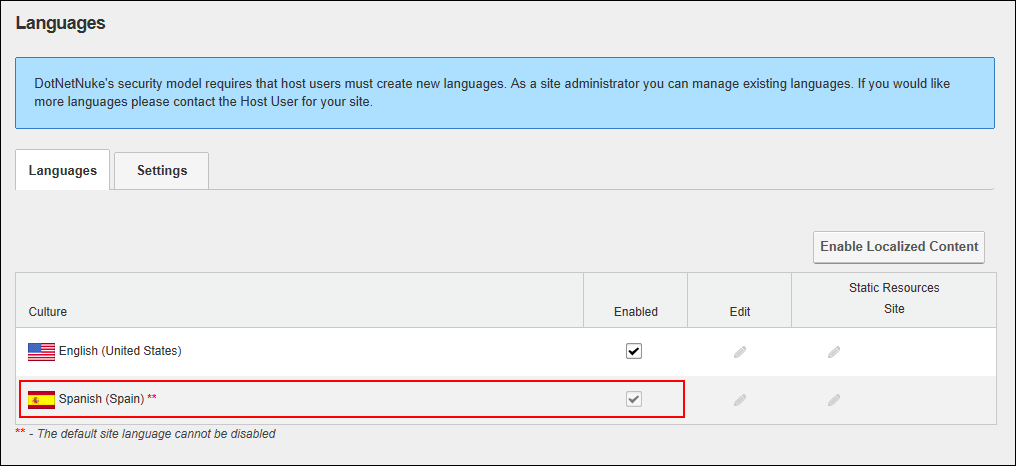 Languages
DotNetNuke's security model requires that host users must create new languages. As a site administrator you can manage existing languages. If you would like
more languages please contact the Host User for your site.
Languages Settings
Enable Localized Content
Static Resources
Culture Enabled Edit Site
English (United States)
Spanish (Spain) **
** - The default site language cannot be disabled